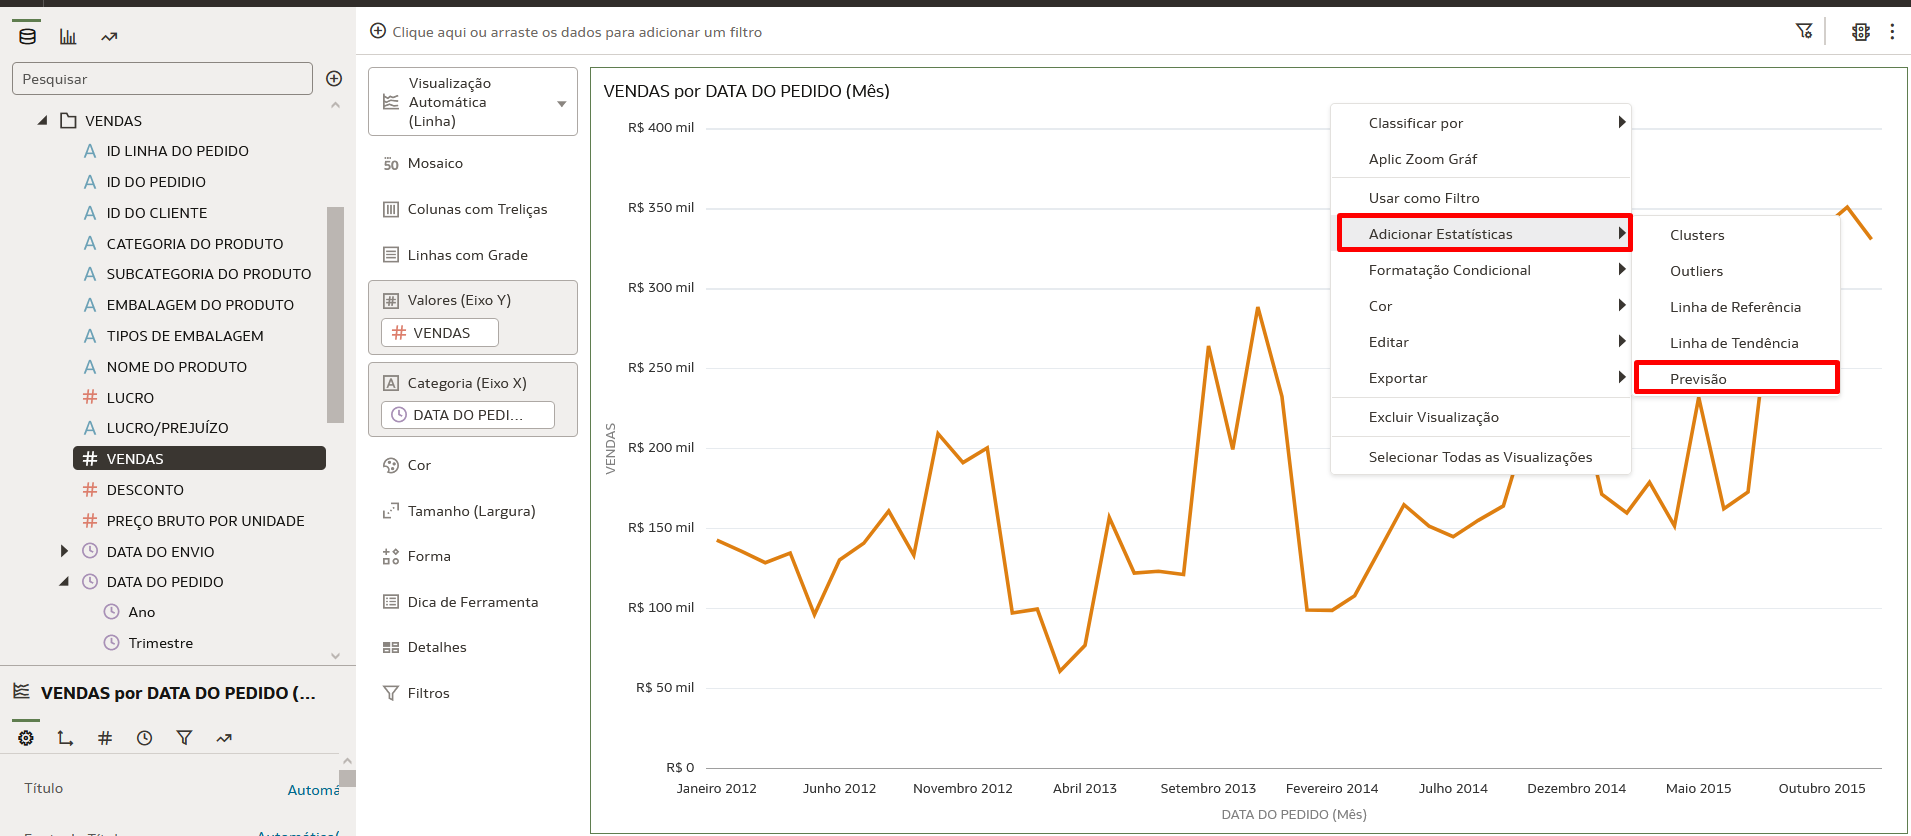 Pesquisar
VENDAS
ID LINHA DO PEDIDO
ID DO PEDIDIO
ID DO CLIENTE
CATEGORIA DO PRODUTO
SUBCATEGORIA DO PRODUTO
EMBALAGEM DO PRODUTO
TIPOS DE EMBALAGEM
NOME DO PRODUTO
LUCRO
LUCRO/PREJUÍZO
VENDAS
DESCONTO
PREÇO BRUTO POR UNIDADE
DATA DO ENVIO
DATA DO PEDIDO
Ano
Trimestre
VENDAS por DATA DO PEDIDO (...
Título
Automá
Clique aqui ou arraste os dados para adicionar um filtro
Visualização
Automática
(Linha)
Mosaico
Colunas com Treliças
Linhas com Grade
Valores (Eixo Y)
VENDAS
Categoria (Eixo X)
DATA DO PEDI...
Cor
Tamanho (Largura)
Forma
Dica de Ferramenta
Detalhes
Filtros
VENDAS por DATA DO PEDIDO (Mês)
R$ 400 mil
R$ 350 mil
R$ 300 mil
R$ 250 mil
R$ 200 mil
R$ 150 mil
R$ 100 mil
R$ 50 mil
R$ 0
VENDAS
Janeiro 2012
Junho 2012
Novembro 2012
Abril 2013
Setembro 2013
Fevereiro 2014
Julho 2014
Dezembro 2014
Maio 2015
Outubro 2015
DATA DO PEDIDO (Mês)
Classificar por
Aplic Zoom Gráf
Usar como Filtro
Adicionar Estatísticas
Formatação Condicional
Cor
Editar
Exportar
Excluir Visualização
Selecionar Todas as Visualizações
Clusters
Outliers
Linha de Referência
Linha de Tendência
Previsão